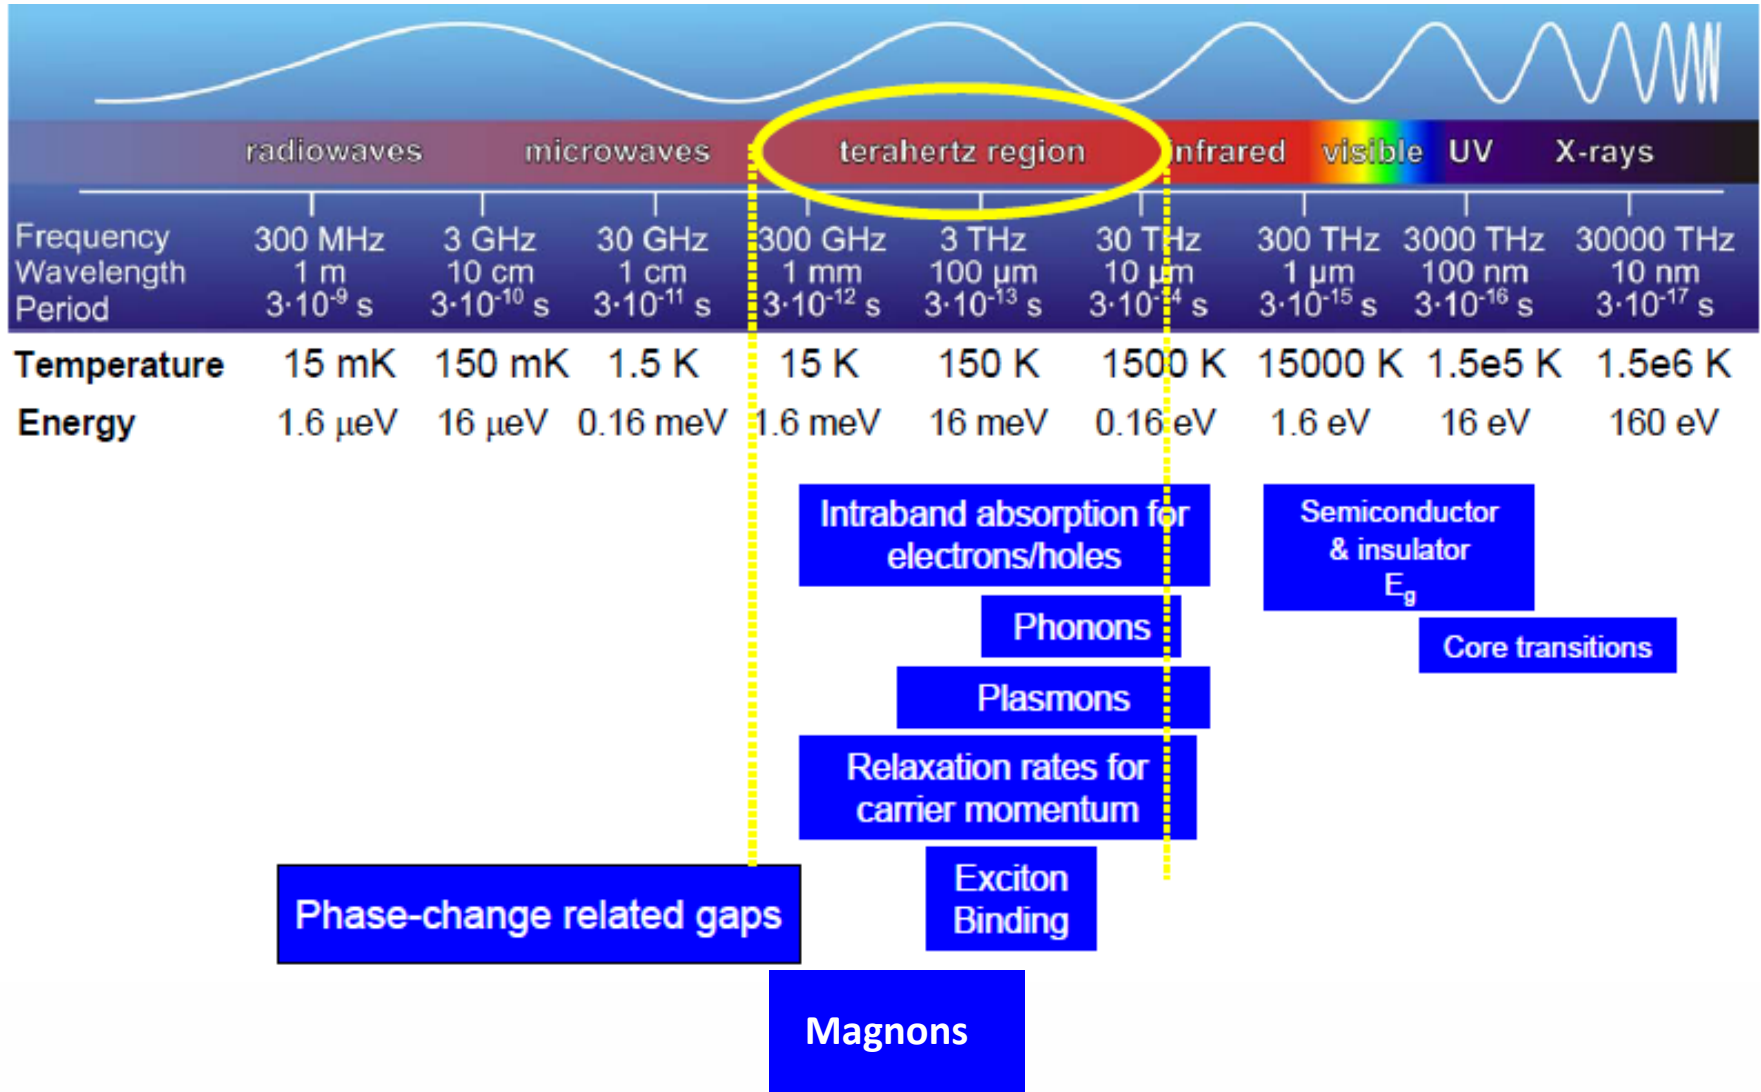 radiowaves microwaves terahertz region infrared visible UV X-rays
Frequency 300 MHz 3 GHz 30 GHz 300 GHz 3 THz 30 THz 300 THz 3000 THz 30000 THz
Wavelength 1 m 10 cm 1 cm 1 mm 100 µm 10 µm 1 µm 100 nm 10 nm
Period 3·10⁻⁹ s 3·10⁻¹⁰ s 3·10⁻¹¹ s 3·10⁻¹² s 3·10⁻¹³ s 3·10⁻¹⁴ s 3·10⁻¹⁵ s 3·10⁻¹⁶ s 3·10⁻¹⁷ s
Temperature 15 mK 150 mK 1.5 K 15 K 150 K 1500 K 15000 K 1.5e5 K 1.5e6 K
Energy 1.6 µeV 16 µeV 0.16 meV 1.6 meV 16 meV 0.16 eV 1.6 eV 16 eV 160 eV
Intraband absorption for
electrons/holes
Semiconductor
& insulator
E₉
Phonons
Core transitions
Plasmons
Relaxation rates for
carrier momentum
Exciton
Binding
Phase-change related gaps
Magnons